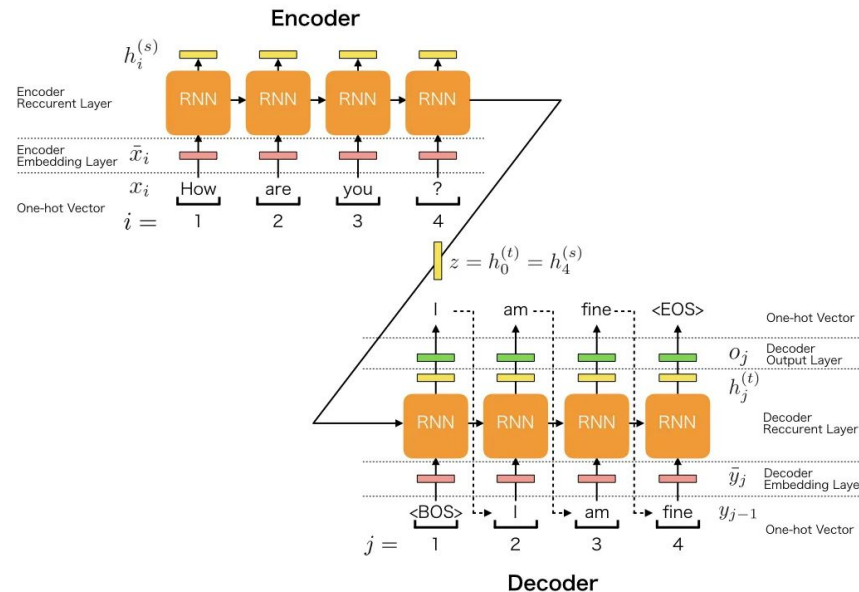 Encoder
h_i^{(s)}
Encoder
Reccurent Layer
RNN RNN RNN RNN
Encoder
Embedding Layer
x̄_i
x_i How are you ?
One-hot Vector
i = 1 2 3 4
z = h_0^{(t)} = h_4^{(s)}
I am fine <EOS> One-hot Vector
o_j Decoder
Output Layer
h_j^{(t)}
RNN RNN RNN RNN
Decoder
Reccurent Layer
ȳ_j Decoder
Embedding Layer
<BOS> I am fine y_{j-1}
One-hot Vector
j = 1 2 3 4
Decoder